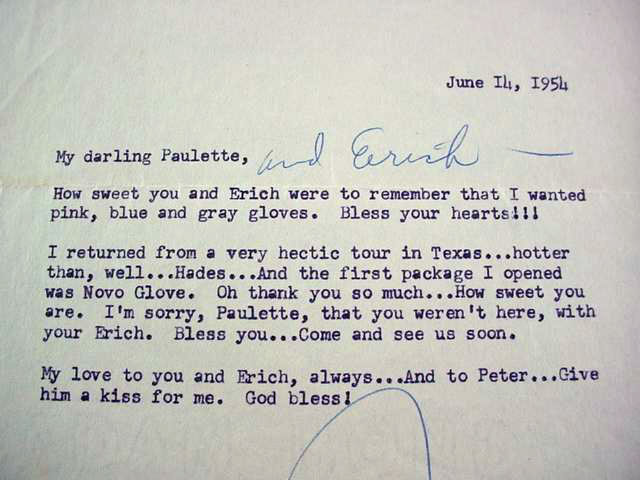 June 14, 1954
My darling Paulette, and Erich —
How sweet you and Erich were to remember that I wanted
pink, blue and gray gloves. Bless your hearts!!!
I returned from a very hectic tour in Texas...hotter
than, well...Hades...And the first package I opened
was Novo Glove. Oh thank you so much...How sweet you
are. I'm sorry, Paulette, that you weren't here, with
your Erich. Bless you...Come and see us soon.
My love to you and Erich, always...And to Peter...Give
him a kiss for me. God bless!